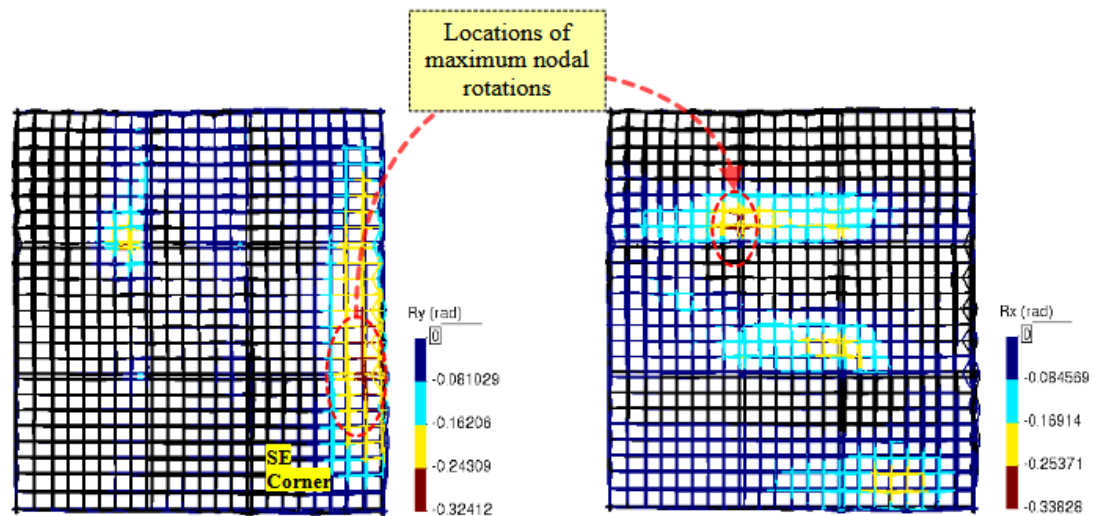 Locations of
maximum nodal
rotations
Ry (rad)
0
-0.081029
-0.16206
-0.24309
-0.32412
SE
Corner
Rx (rad)
0
-0.084569
-0.16914
-0.25371
-0.33828